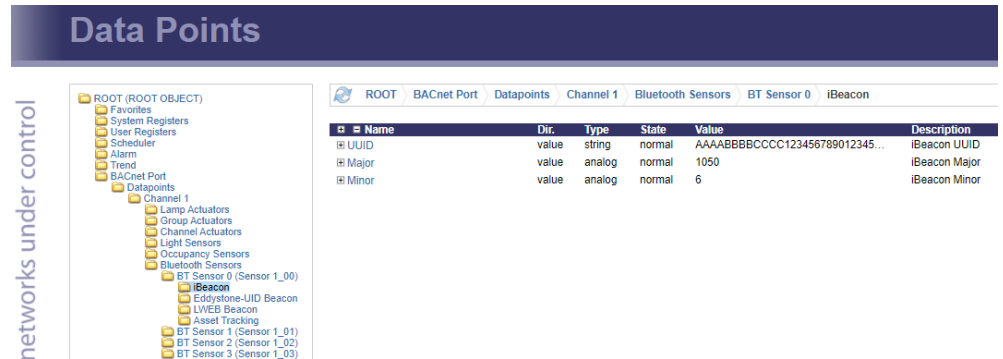 Data Points
networks under control
ROOT (ROOT OBJECT)
Favorites
System Registers
User Registers
Scheduler
Alarm
Trend
BACnet Port
Datapoints
Channel 1
Lamp Actuators
Group Actuators
Channel Actuators
Light Sensors
Occupancy Sensors
Bluetooth Sensors
BT Sensor 0 (Sensor 1_00)
iBeacon
Eddystone-UID Beacon
LWEB Beacon
Asset Tracking
BT Sensor 1 (Sensor 1_01)
BT Sensor 2 (Sensor 1_02)
BT Sensor 3 (Sensor 1_03)
ROOT BACnet Port Datapoints Channel 1 Bluetooth Sensors BT Sensor 0 iBeacon
Name Dir. Type State Value Description
UUID value string normal AAAABBBBCCCC123456789012345... iBeacon UUID
Major value analog normal 1050 iBeacon Major
Minor value analog normal 6 iBeacon Minor